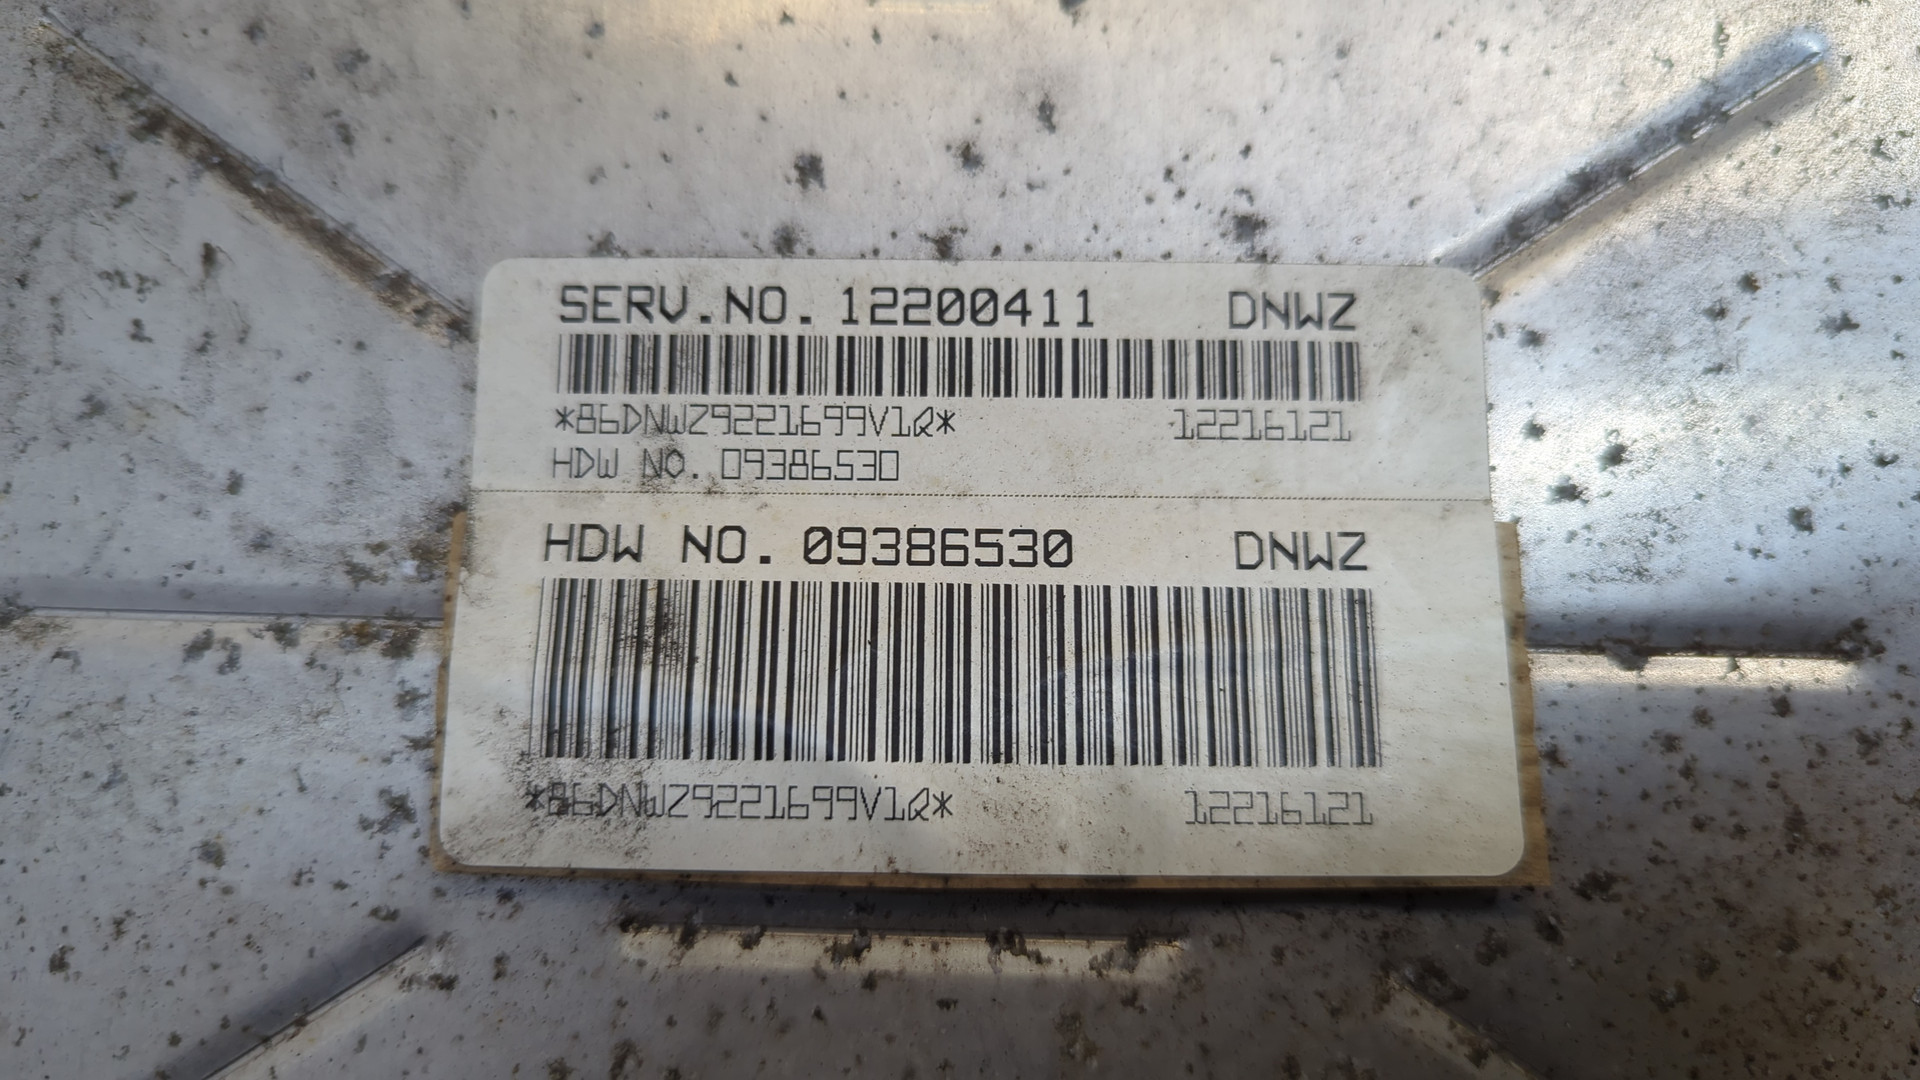 SERV.NO. 12200411 DNWZ
*86DNWZ9221699V1Q* 12216121
HDW NO. 09386530
HDW NO. 09386530 DNWZ
*86DNWZ9221699V1Q* 12216121